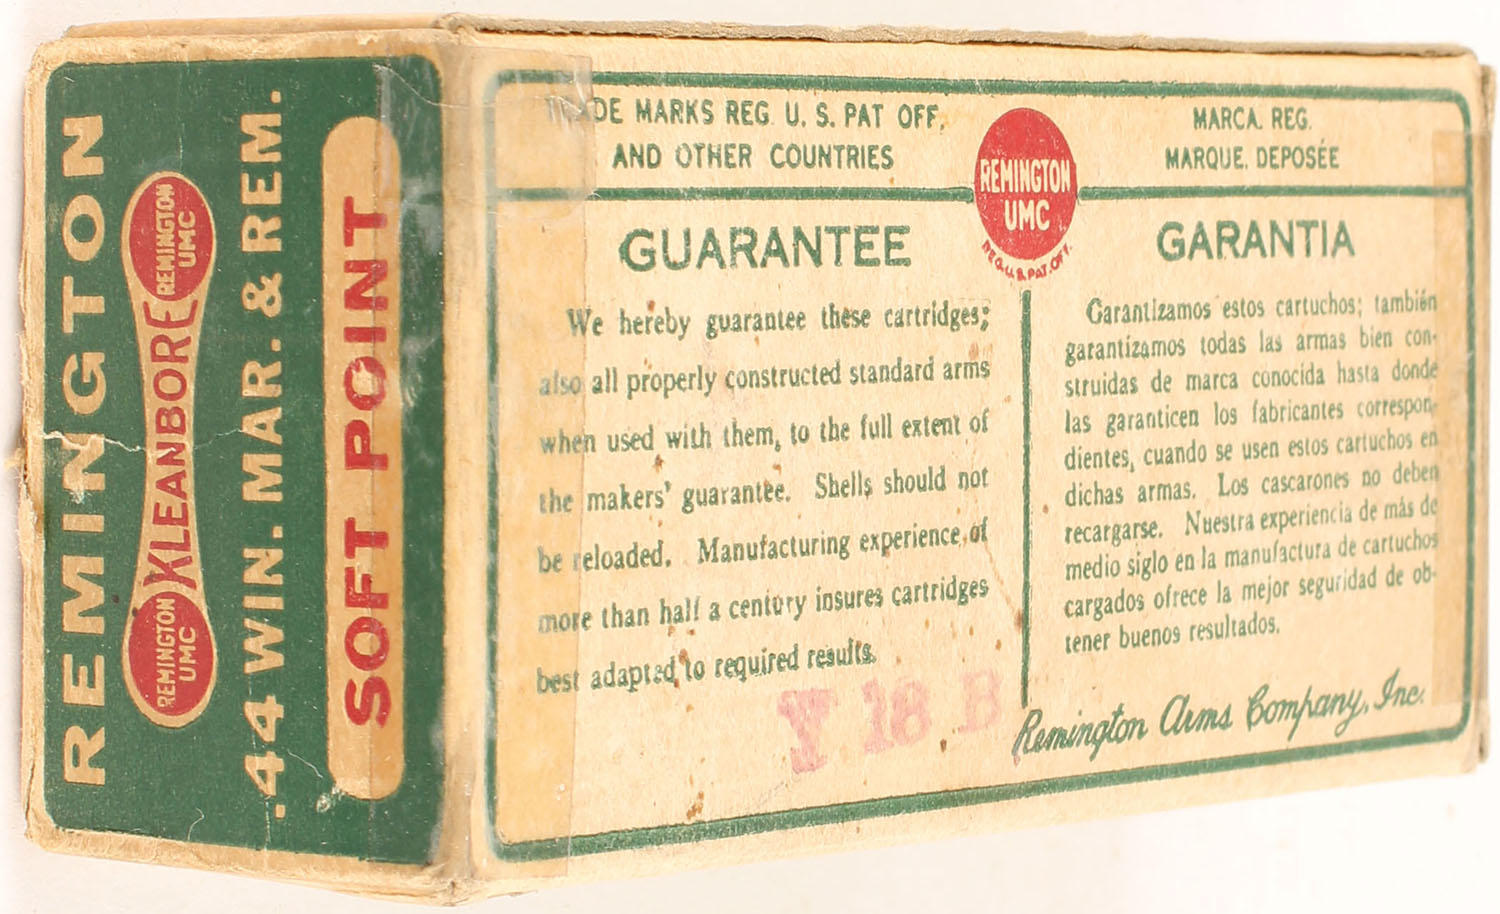 REMINGTON
REMINGTON
UMC
KLEANBORE
REMINGTON
UMC
.44 WIN. MAR. & REM.
SOFT POINT
TRADE MARKS REG. U. S. PAT OFF.
AND OTHER COUNTRIES
REMINGTON
UMC
REG. U.S. PAT. OFF.
MARCA. REG.
MARQUE. DEPOSÉE
GUARANTEE
We hereby guarantee these cartridges;
also all properly constructed standard arms
when used with them, to the full extent of
the makers' guarantee. Shells should not
be reloaded. Manufacturing experience of
more than half a century insures cartridges
best adapted to required results.
GARANTIA
Garantizamos estos cartuchos; también
garantizamos todas las armas bien con-
struidas de marca conocida hasta donde
las garanticen los fabricantes correspon-
dientes, cuando se usen estos cartuchos en
dichas armas. Los cascarones no deben
recargarse. Nuestra experiencia de más de
medio siglo en la manufactura de cartuchos
cargados ofrece la mejor seguridad de ob-
tener buenos resultados.
Remington Arms Company, Inc.
Y 18 B